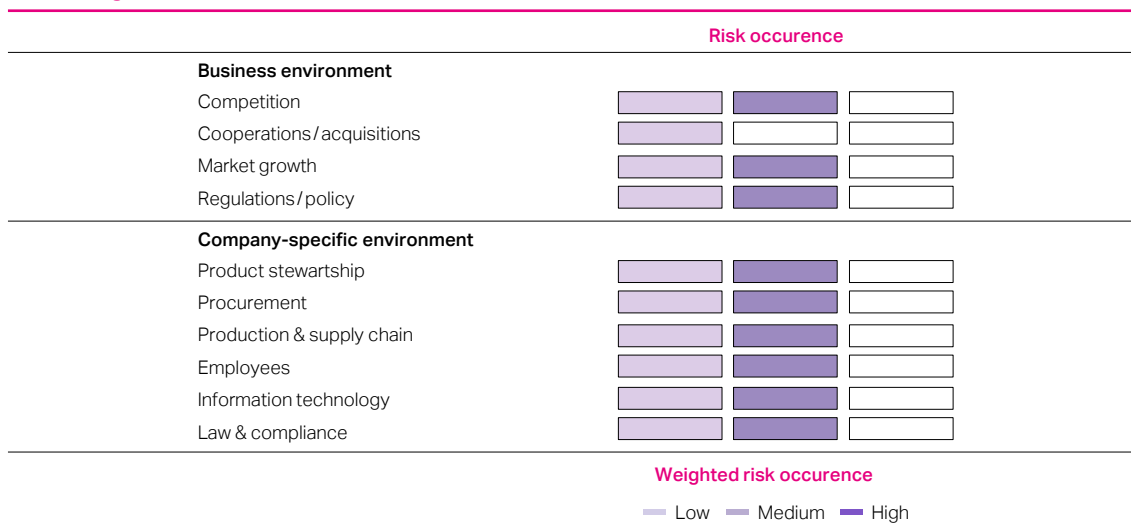 Risk occurence
Business environment
Competition
Cooperations/acquisitions
Market growth
Regulations/policy
Company-specific environment
Product stewartship
Procurement
Production & supply chain
Employees
Information technology
Law & compliance
Weighted risk occurence
Low Medium High